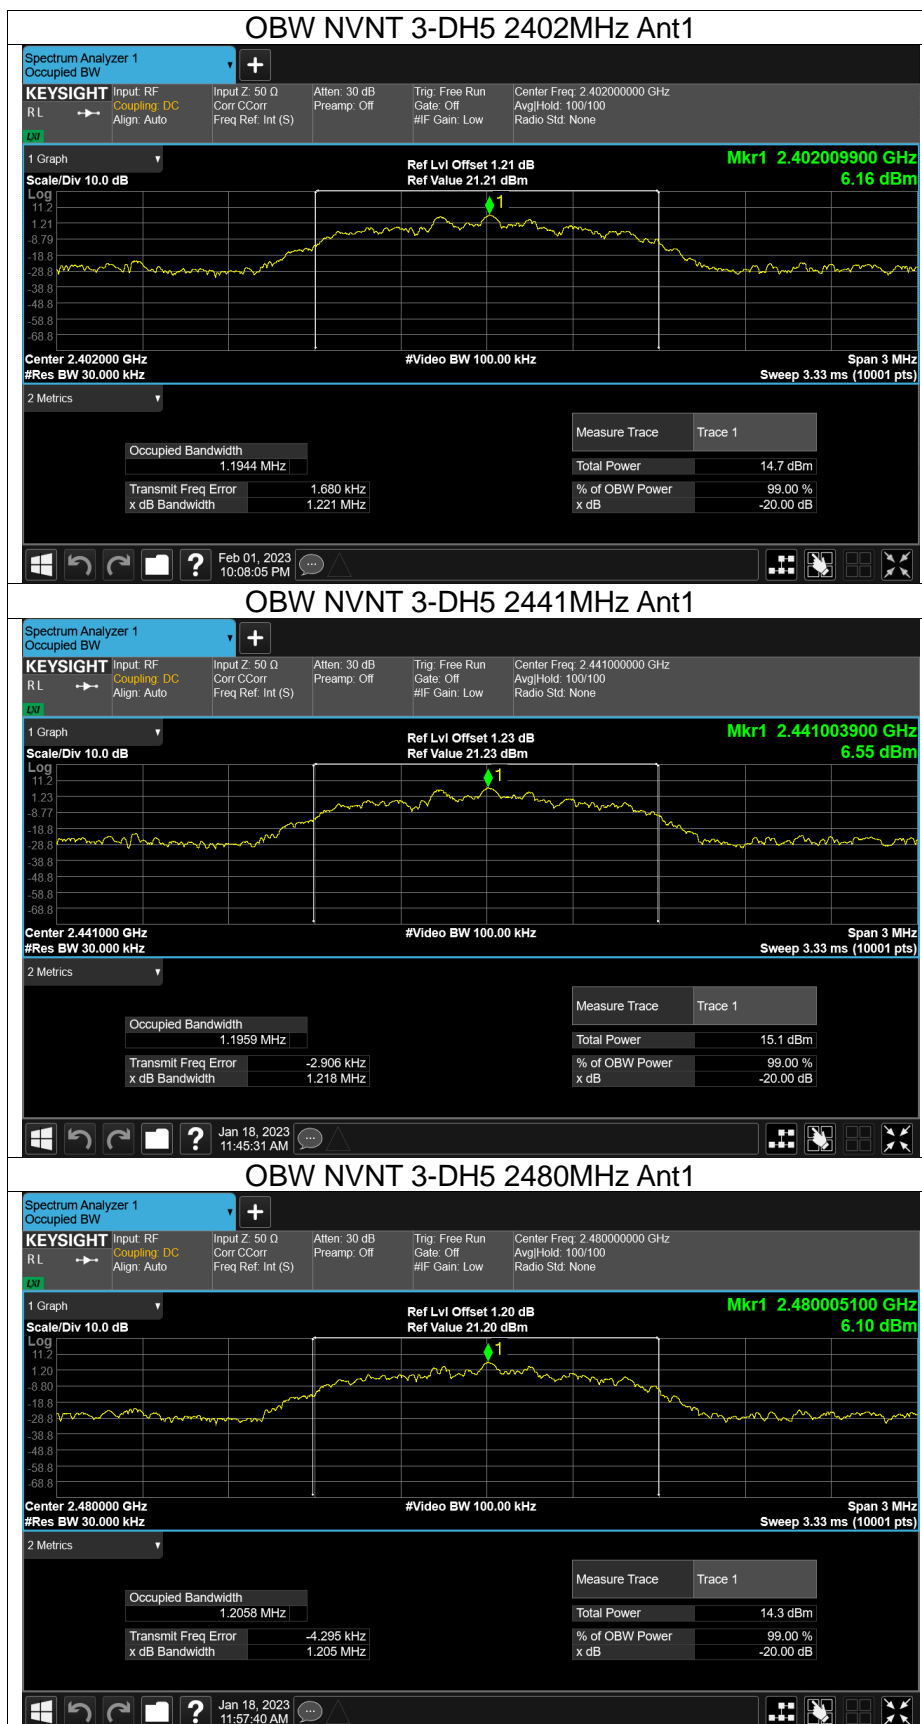 OBW NVNT 3-DH5 2402MHz Ant1
Spectrum Analyzer 1
Occupied BW
KEYSIGHT Input: RF Input Z: 50 Ω Atten: 30 dB Trig: Free Run Center Freq: 2.402000000 GHz
R L Coupling: DC Corr CCorr Preamp: Off Gate: Off Avg|Hold: 100/100
Align: Auto Freq Ref: Int (S) #IF Gain: Low Radio Std: None
LXI
1 Graph Ref Lvl Offset 1.21 dB Mkr1 2.402009900 GHz
Scale/Div 10.0 dB Ref Value 21.21 dBm 6.16 dBm
Log
11.2
1
1.21
-8.79
-18.8
-28.8
-38.8
-48.8
-58.8
-68.8
Center 2.402000 GHz #Video BW 100.00 kHz Span 3 MHz
#Res BW 30.000 kHz Sweep 3.33 ms (10001 pts)
2 Metrics
Measure Trace Trace 1
Occupied Bandwidth
1.1944 MHz Total Power 14.7 dBm
Transmit Freq Error 1.680 kHz % of OBW Power 99.00 %
x dB Bandwidth 1.221 MHz x dB -20.00 dB
? Feb 01, 2023
10:08:05 PM
OBW NVNT 3-DH5 2441MHz Ant1
Spectrum Analyzer 1
Occupied BW
KEYSIGHT Input: RF Input Z: 50 Ω Atten: 30 dB Trig: Free Run Center Freq: 2.441000000 GHz
R L Coupling: DC Corr CCorr Preamp: Off Gate: Off Avg|Hold: 100/100
Align: Auto Freq Ref: Int (S) #IF Gain: Low Radio Std: None
LXI
1 Graph Ref Lvl Offset 1.23 dB Mkr1 2.441003900 GHz
Scale/Div 10.0 dB Ref Value 21.23 dBm 6.55 dBm
Log
11.2
1
1.23
-8.77
-18.8
-28.8
-38.8
-48.8
-58.8
-68.8
Center 2.441000 GHz #Video BW 100.00 kHz Span 3 MHz
#Res BW 30.000 kHz Sweep 3.33 ms (10001 pts)
2 Metrics
Measure Trace Trace 1
Occupied Bandwidth
1.1959 MHz Total Power 15.1 dBm
Transmit Freq Error -2.906 kHz % of OBW Power 99.00 %
x dB Bandwidth 1.218 MHz x dB -20.00 dB
? Jan 18, 2023
11:45:31 AM
OBW NVNT 3-DH5 2480MHz Ant1
Spectrum Analyzer 1
Occupied BW
KEYSIGHT Input: RF Input Z: 50 Ω Atten: 30 dB Trig: Free Run Center Freq: 2.480000000 GHz
R L Coupling: DC Corr CCorr Preamp: Off Gate: Off Avg|Hold: 100/100
Align: Auto Freq Ref: Int (S) #IF Gain: Low Radio Std: None
LXI
1 Graph Ref Lvl Offset 1.20 dB Mkr1 2.480005100 GHz
Scale/Div 10.0 dB Ref Value 21.20 dBm 6.10 dBm
Log
11.2
1
1.20
-8.80
-18.8
-28.8
-38.8
-48.8
-58.8
-68.8
Center 2.480000 GHz #Video BW 100.00 kHz Span 3 MHz
#Res BW 30.000 kHz Sweep 3.33 ms (10001 pts)
2 Metrics
Measure Trace Trace 1
Occupied Bandwidth
1.2058 MHz Total Power 14.3 dBm
Transmit Freq Error -4.295 kHz % of OBW Power 99.00 %
x dB Bandwidth 1.205 MHz x dB -20.00 dB
? Jan 18, 2023
11:57:40 AM